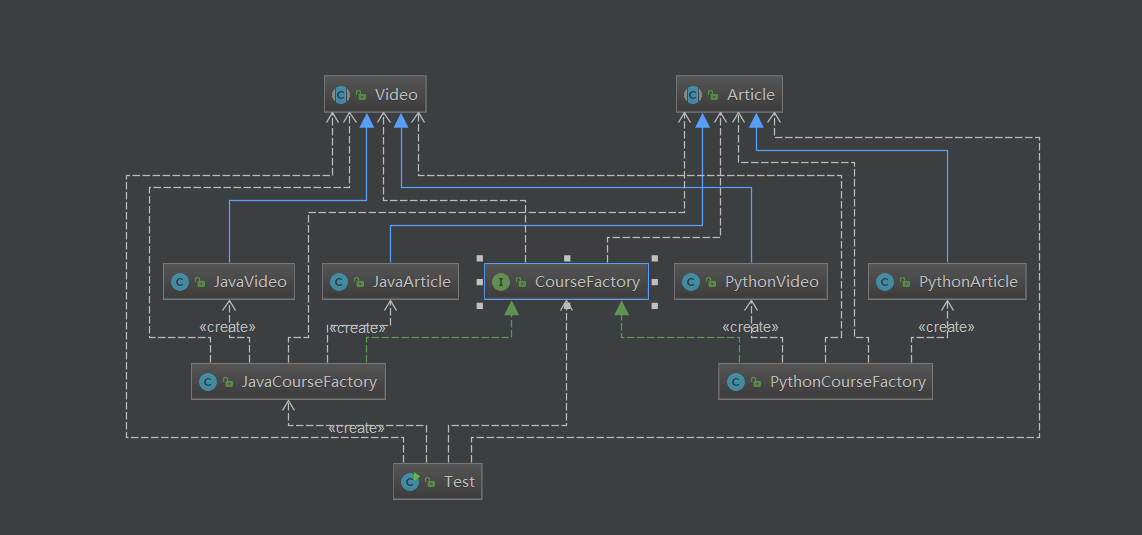 Video
Article
JavaVideo
JavaArticle
CourseFactory
PythonVideo
PythonArticle
«create»
«create»
«create»
«create»
JavaCourseFactory
PythonCourseFactory
«create»
Test